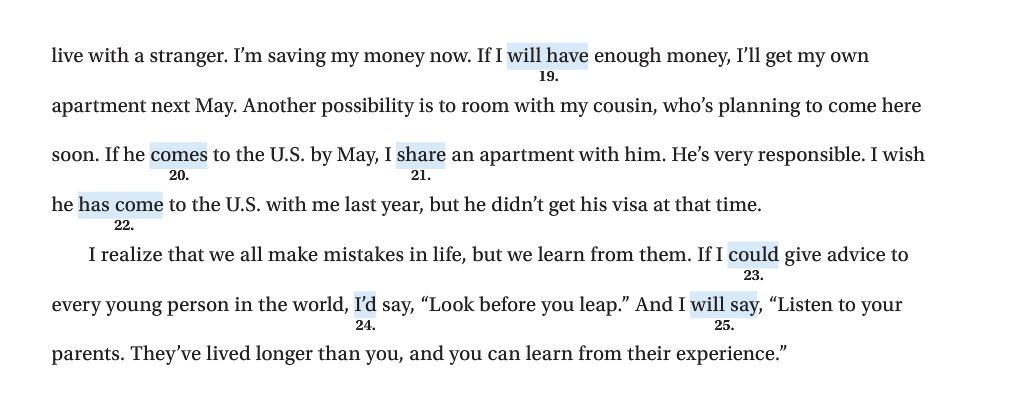 live with a stranger. I’m saving my money now. If I will have enough money, I’ll get my own
19.
apartment next May. Another possibility is to room with my cousin, who’s planning to come here
soon. If he comes to the U.S. by May, I share an apartment with him. He’s very responsible. I wish
20. 21.
he has come to the U.S. with me last year, but he didn’t get his visa at that time.
22.
I realize that we all make mistakes in life, but we learn from them. If I could give advice to
23.
every young person in the world, I’d say, “Look before you leap.” And I will say, “Listen to your
24. 25.
parents. They’ve lived longer than you, and you can learn from their experience.”